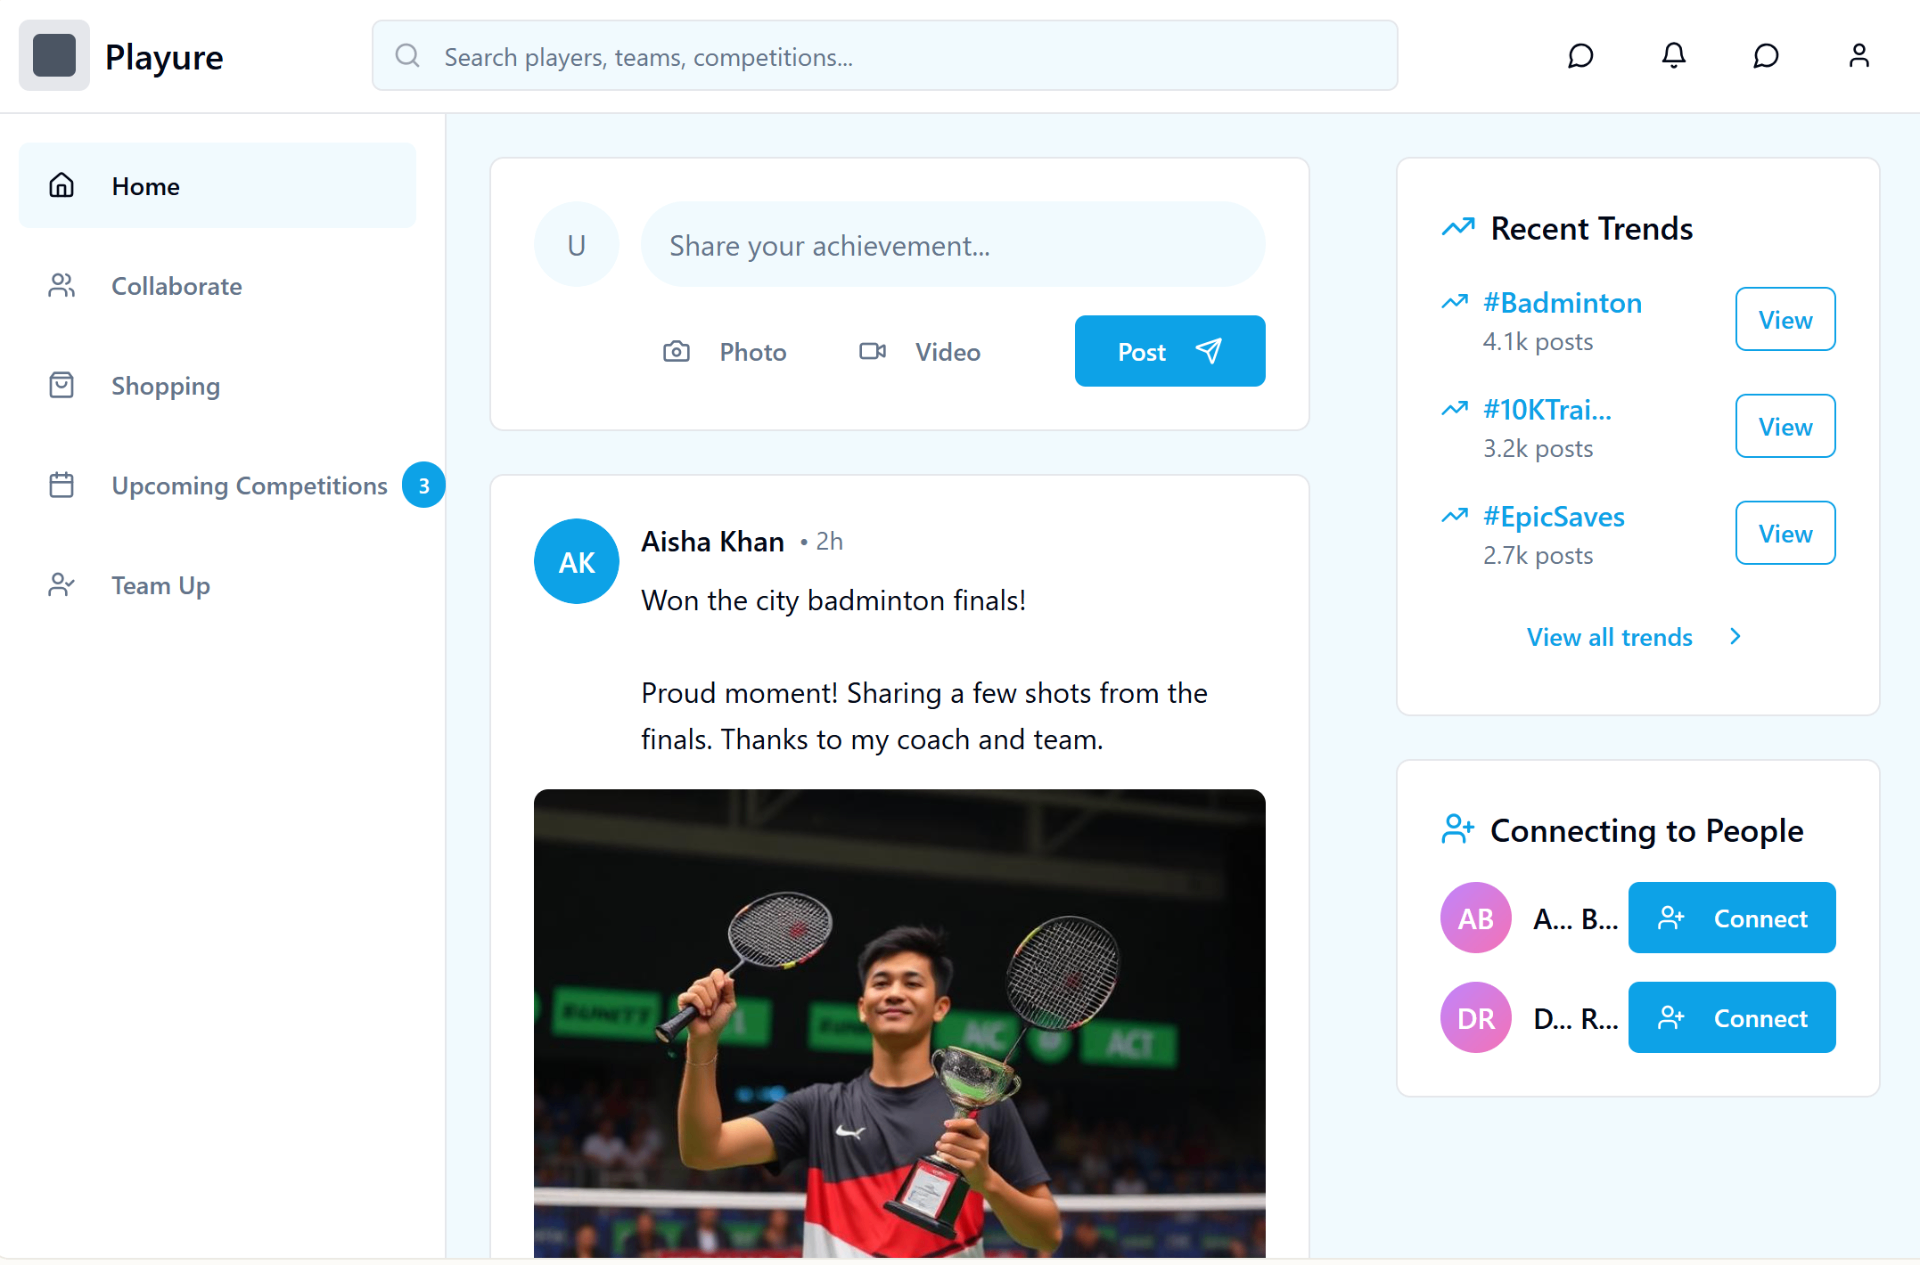 Playure
Search players, teams, competitions...
Home
Collaborate
Shopping
Upcoming Competitions 3
Team Up
U
Share your achievement...
Photo
Video
Post
AK
Aisha Khan • 2h
Won the city badminton finals!
Proud moment! Sharing a few shots from the
finals. Thanks to my coach and team.
AIC
ACT
Recent Trends
#Badminton
4.1k posts
View
#10KTrai...
3.2k posts
View
#EpicSaves
2.7k posts
View
View all trends
Connecting to People
AB
A... B...
Connect
DR
D... R...
Connect